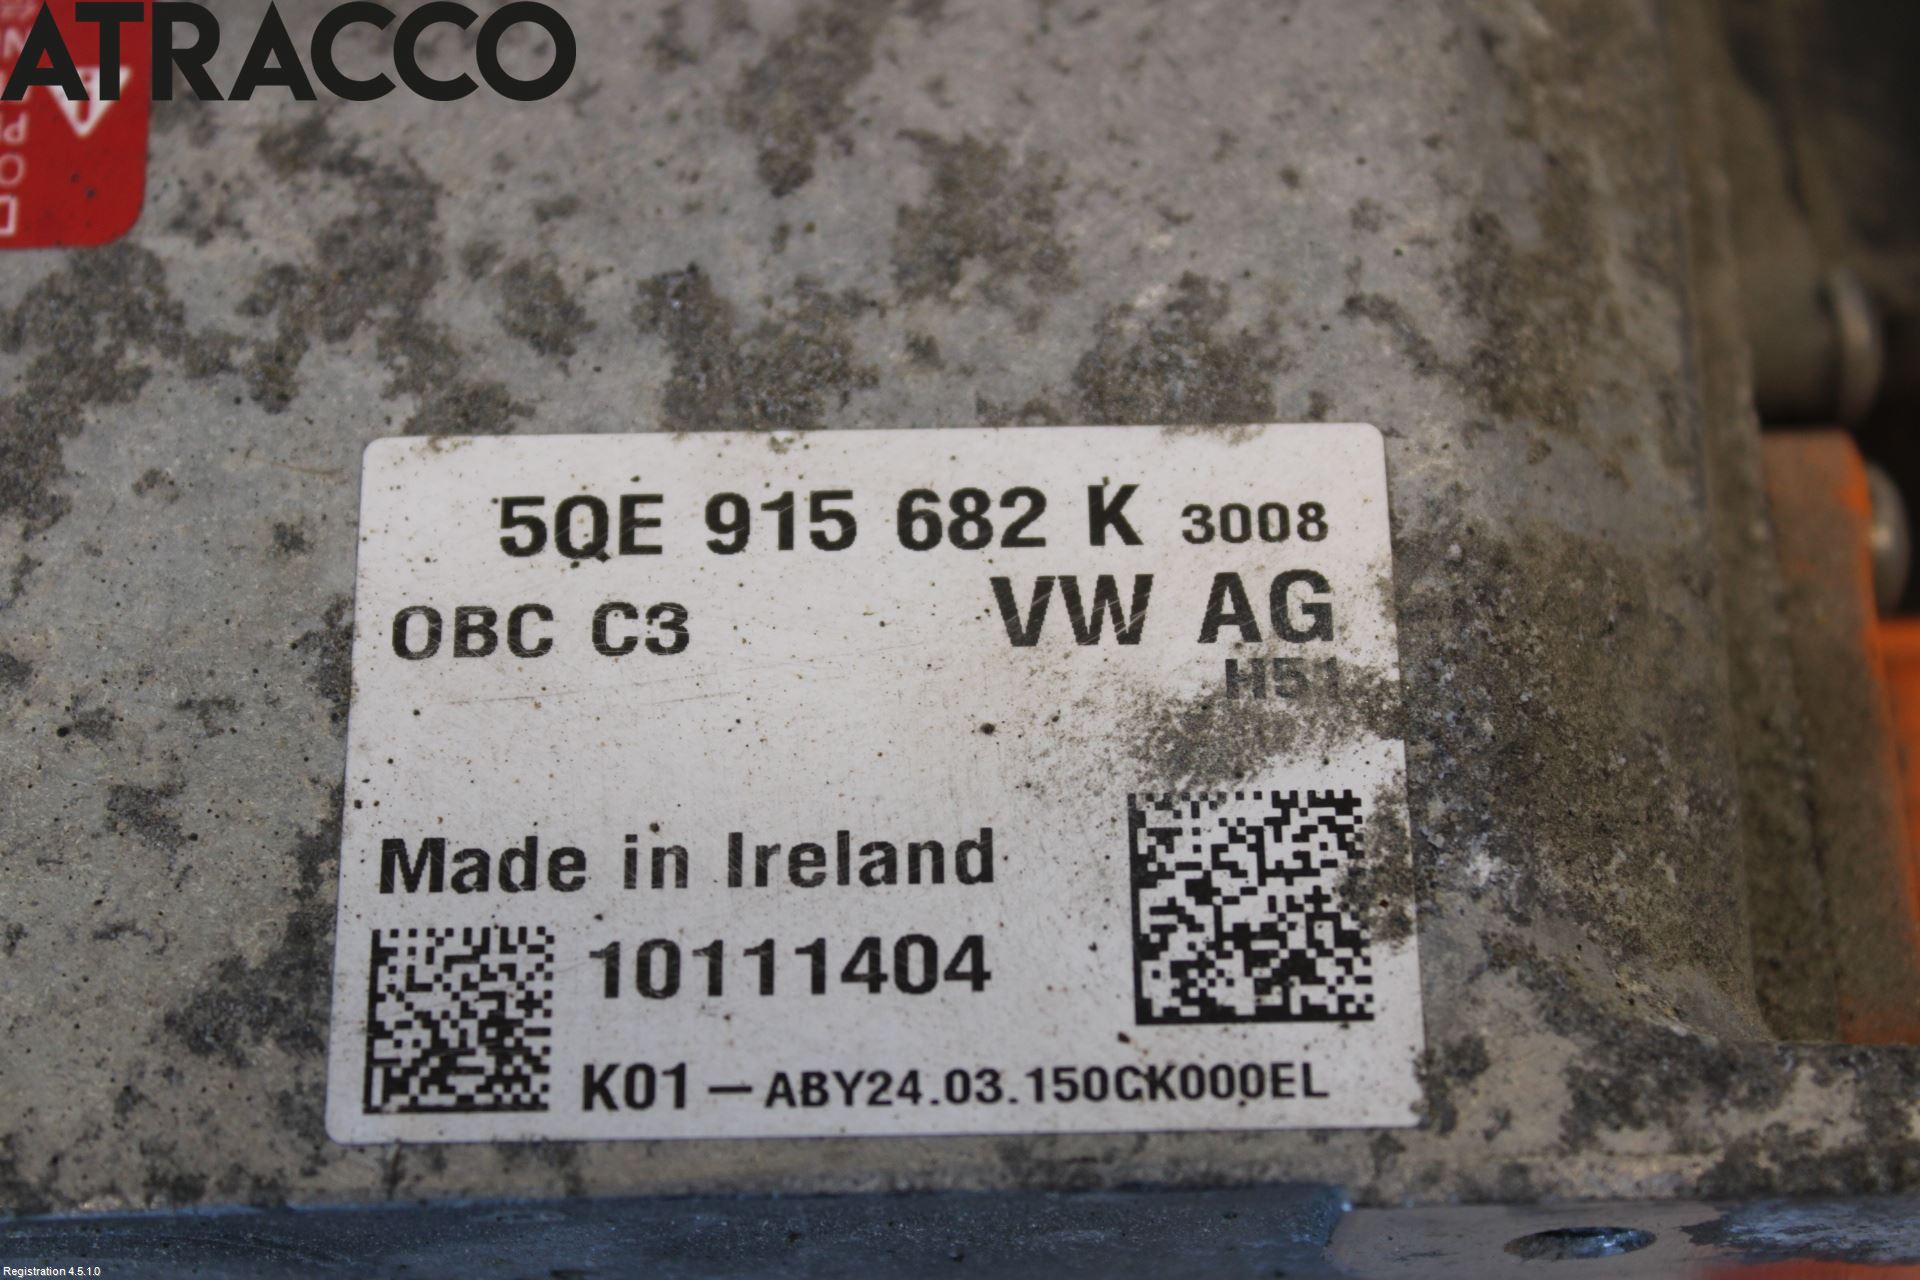 ATRACCO
5QE 915 682 K 3008
OBC C3 VW AG
H51
Made in Ireland
10111404
K01 – ABY24.03.150CK000EL
Registration 4.5.1.0